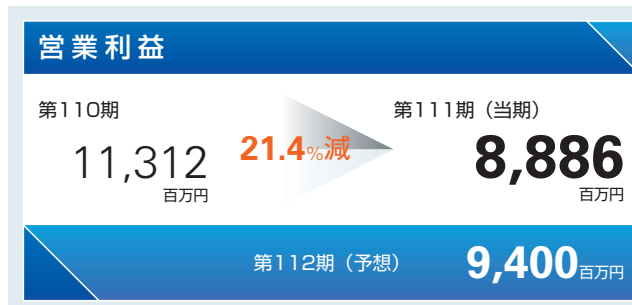 営業利益
第110期
11,312
百万円
21.4%減
第111期（当期）
8,886
百万円
第112期（予想） 9,400百万円